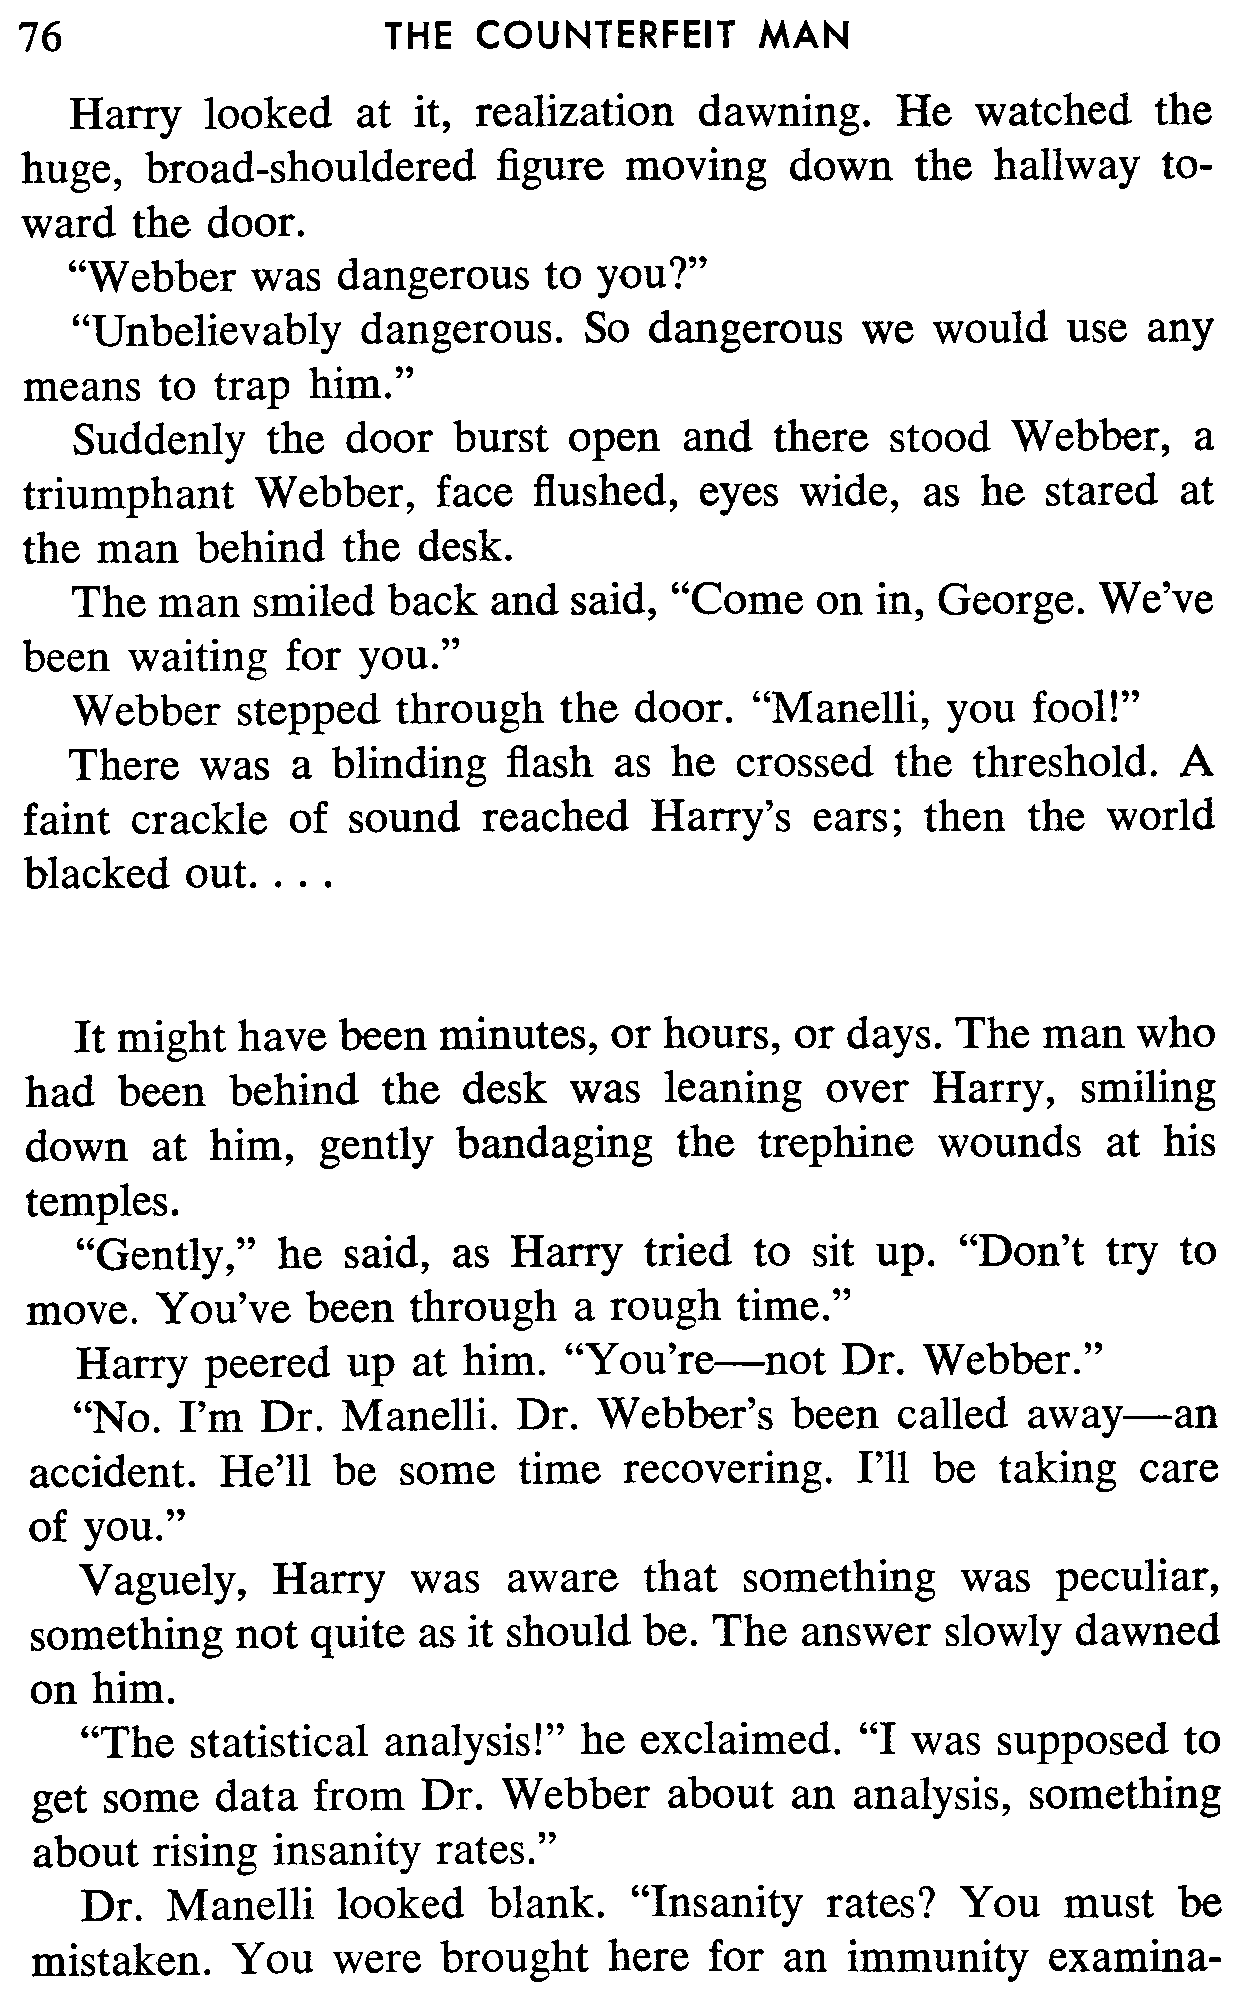 76 THE COUNTERFEIT MAN
Harry looked at it, realization dawning. He watched the
huge, broad-shouldered figure moving down the hallway to-
ward the door.
“Webber was dangerous to you?”
“Unbelievably dangerous. So dangerous we would use any
means to trap him.”
Suddenly the door burst open and there stood Webber, a
triumphant Webber, face flushed, eyes wide, as he stared at
the man behind the desk.
The man smiled back and said, “Come on in, George. We’ve
been waiting for you.”
Webber stepped through the door. “Manelli, you fool!”
There was a blinding flash as he crossed the threshold. A
faint crackle of sound reached Harry’s ears; then the world
blacked out. . . .
It might have been minutes, or hours, or days. The man who
had been behind the desk was leaning over Harry, smiling
down at him, gently bandaging the trephine wounds at his
temples.
“Gently,” he said, as Harry tried to sit up. “Don’t try to
move. You’ve been through a rough time.”
Harry peered up at him. “You’re—not Dr. Webber.”
“No. I’m Dr. Manelli. Dr. Webber’s been called away—an
accident. He’ll be some time recovering. I’ll be taking care
of you.”
Vaguely, Harry was aware that something was peculiar,
something not quite as it should be. The answer slowly dawned
on him.
“The statistical analysis!” he exclaimed. “I was supposed to
get some data from Dr. Webber about an analysis, something
about rising insanity rates.”
Dr. Manelli looked blank. “Insanity rates? You must be
mistaken. You were brought here for an immunity examina-